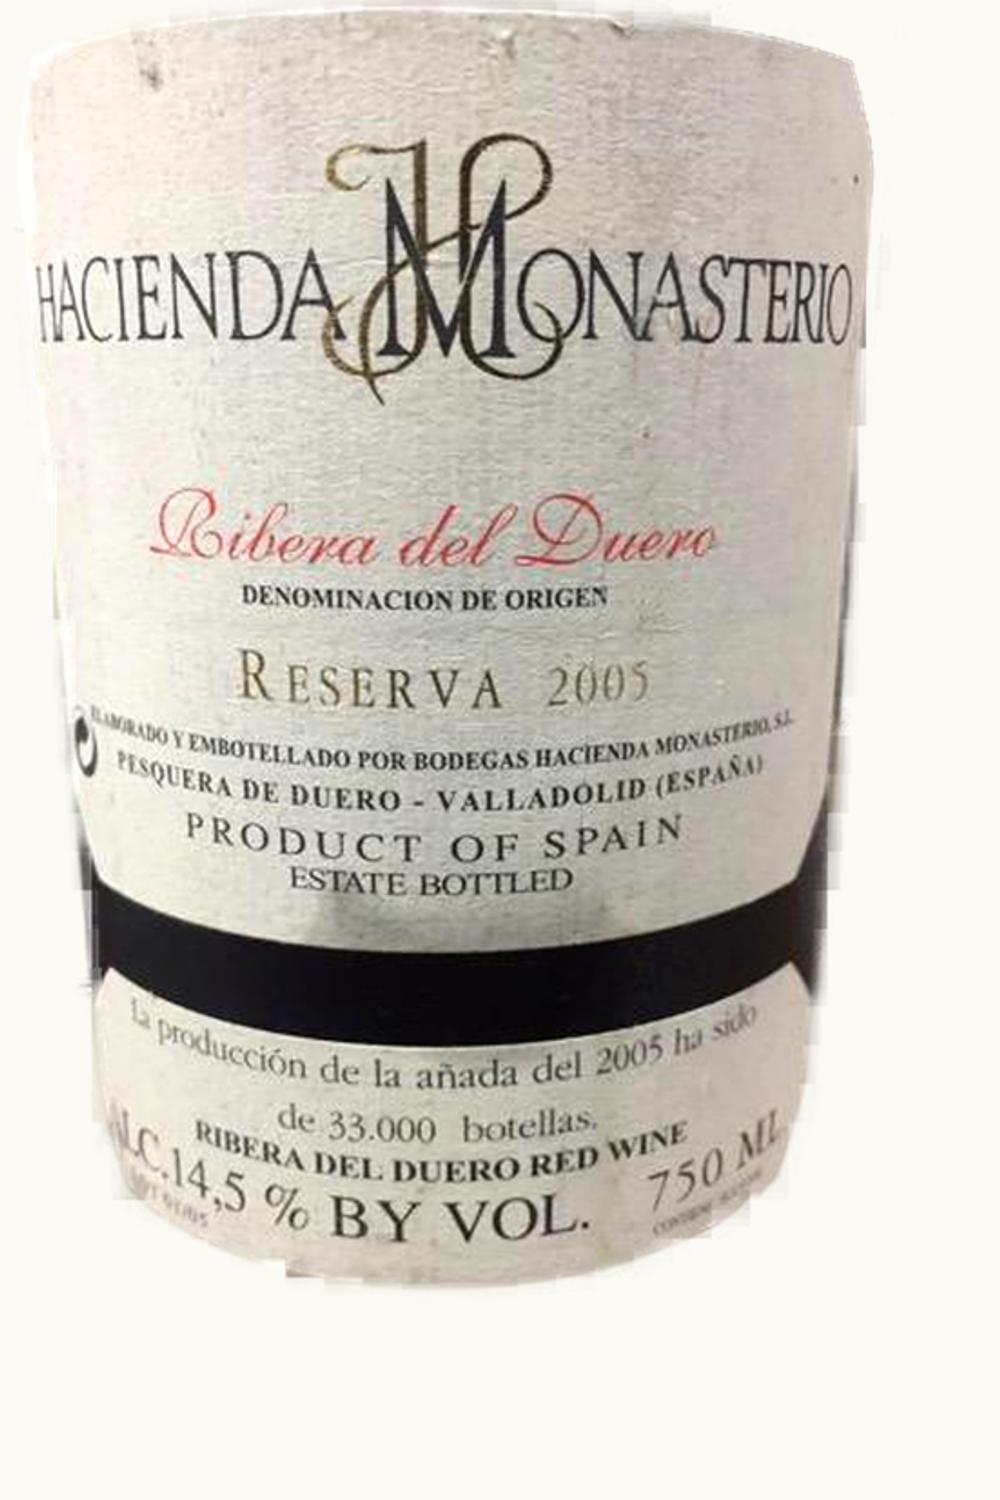 HACIENDA MONASTERIO
Ribera del Duero
DENOMINACION DE ORIGEN
RESERVA 2005
ELABORADO Y EMBOTELLADO POR BODEGAS HACIENDA MONASTERIO, S.L.
PESQUERA DE DUERO - VALLADOLID (ESPAÑA)
PRODUCT OF SPAIN
ESTATE BOTTLED
La producción de la añada del 2005 ha sido
de 33.000 botellas.
RIBERA DEL DUERO RED WINE
ALC.14,5 % BY VOL. 750 ML